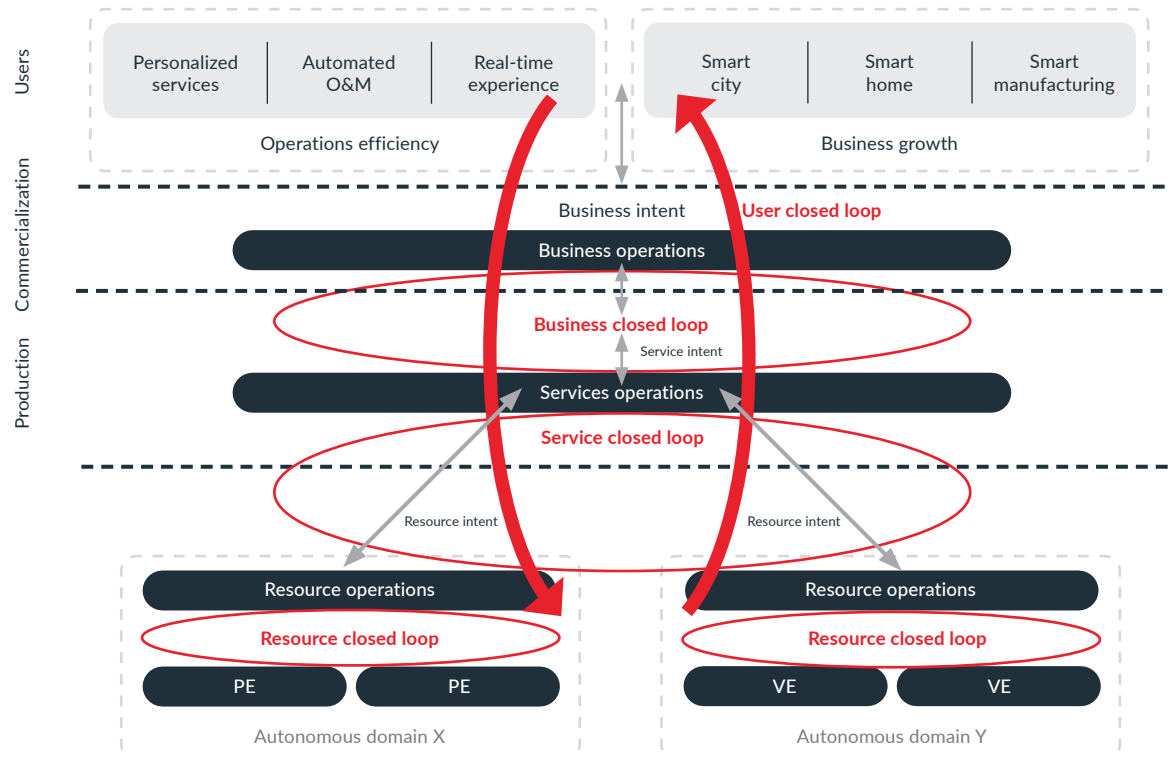 Users
Personalized
services
Automated
O&M
Real-time
experience
Operations efficiency
Smart
city
Smart
home
Smart
manufacturing
Business growth
Commercialization
Business intent
User closed loop
Business operations
Business closed loop
Production
Service intent
Services operations
Service closed loop
Resource intent
Resource intent
Resource operations
Resource closed loop
PE
PE
Autonomous domain X
Resource operations
Resource closed loop
VE
VE
Autonomous domain Y